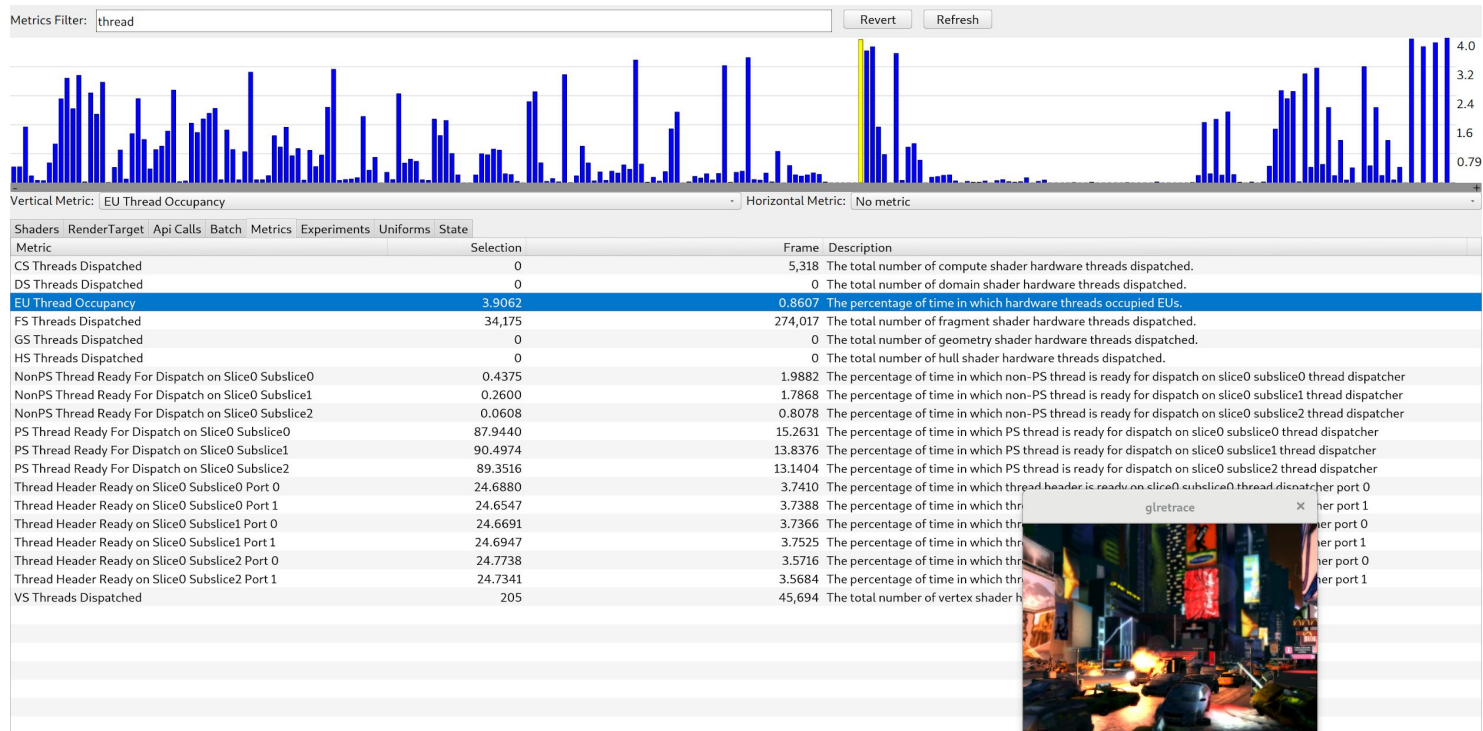 Metrics Filter: thread Revert Refresh
4.0
3.2
2.4
1.6
0.79
- +
Vertical Metric: EU Thread Occupancy - Horizontal Metric: No metric -
Shaders RenderTarget Api Calls Batch Metrics Experiments Uniforms State
Metric Selection Frame Description
CS Threads Dispatched 0 5,318 The total number of compute shader hardware threads dispatched.
DS Threads Dispatched 0 0 The total number of domain shader hardware threads dispatched.
EU Thread Occupancy 3.9062 0.8607 The percentage of time in which hardware threads occupied EUs.
FS Threads Dispatched 34,175 274,017 The total number of fragment shader hardware threads dispatched.
GS Threads Dispatched 0 0 The total number of geometry shader hardware threads dispatched.
HS Threads Dispatched 0 0 The total number of hull shader hardware threads dispatched.
NonPS Thread Ready For Dispatch on Slice0 Subslice0 0.4375 1.9882 The percentage of time in which non-PS thread is ready for dispatch on slice0 subslice0 thread dispatcher
NonPS Thread Ready For Dispatch on Slice0 Subslice1 0.2600 1.7868 The percentage of time in which non-PS thread is ready for dispatch on slice0 subslice1 thread dispatcher
NonPS Thread Ready For Dispatch on Slice0 Subslice2 0.0608 0.8078 The percentage of time in which non-PS thread is ready for dispatch on slice0 subslice2 thread dispatcher
PS Thread Ready For Dispatch on Slice0 Subslice0 87.9440 15.2631 The percentage of time in which PS thread is ready for dispatch on slice0 subslice0 thread dispatcher
PS Thread Ready For Dispatch on Slice0 Subslice1 90.4974 13.8376 The percentage of time in which PS thread is ready for dispatch on slice0 subslice1 thread dispatcher
PS Thread Ready For Dispatch on Slice0 Subslice2 89.3516 13.1404 The percentage of time in which PS thread is ready for dispatch on slice0 subslice2 thread dispatcher
Thread Header Ready on Slice0 Subslice0 Port 0 24.6880 3.7410 The percentage of time in which thread header is ready on slice0 subslice0 thread dispatcher port 0
Thread Header Ready on Slice0 Subslice0 Port 1 24.6547 3.7388 The percentage of time in which thr her port 1
Thread Header Ready on Slice0 Subslice1 Port 0 24.6691 3.7366 The percentage of time in which thr her port 0
Thread Header Ready on Slice0 Subslice1 Port 1 24.6947 3.7525 The percentage of time in which thr her port 1
Thread Header Ready on Slice0 Subslice2 Port 0 24.7738 3.5716 The percentage of time in which thr her port 0
Thread Header Ready on Slice0 Subslice2 Port 1 24.7341 3.5684 The percentage of time in which thr her port 1
VS Threads Dispatched 205 45,694 The total number of vertex shader h
glretrace ×